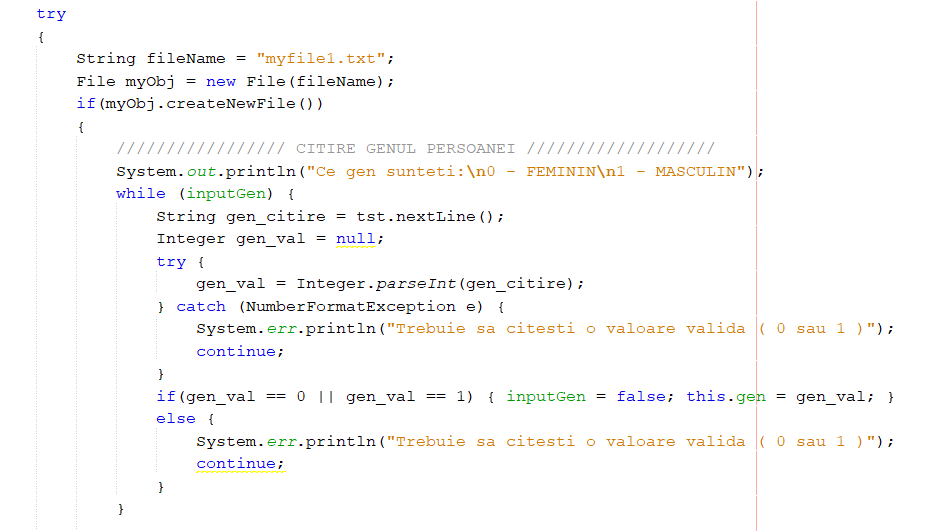 try
{
    String fileName = "myfile1.txt";
    File myObj = new File(fileName);
    if(myObj.createNewFile())
    {
        ///////////////// CITIRE GENUL PERSOANEI ///////////////////
        System.out.println("Ce gen sunteti:\n0 - FEMININ\n1 - MASCULIN");
        while (inputGen) {
            String gen_citire = tst.nextLine();
            Integer gen_val = null;
            try {
                gen_val = Integer.parseInt(gen_citire);
            } catch (NumberFormatException e) {
                System.err.println("Trebuie sa citesti o valoare valida ( 0 sau 1 )");
                continue;
            }
            if(gen_val == 0 || gen_val == 1) { inputGen = false; this.gen = gen_val; }
            else {
                System.err.println("Trebuie sa citesti o valoare valida ( 0 sau 1 )");
                continue;
            }
        }